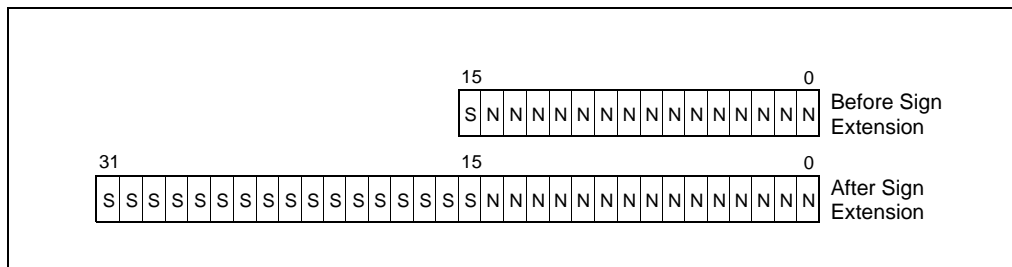 15 0
S N N N N N N N N N N N N N N N
Before Sign
Extension
31 15 0
S S S S S S S S S S S S S S S S S N N N N N N N N N N N N N N N
After Sign
Extension